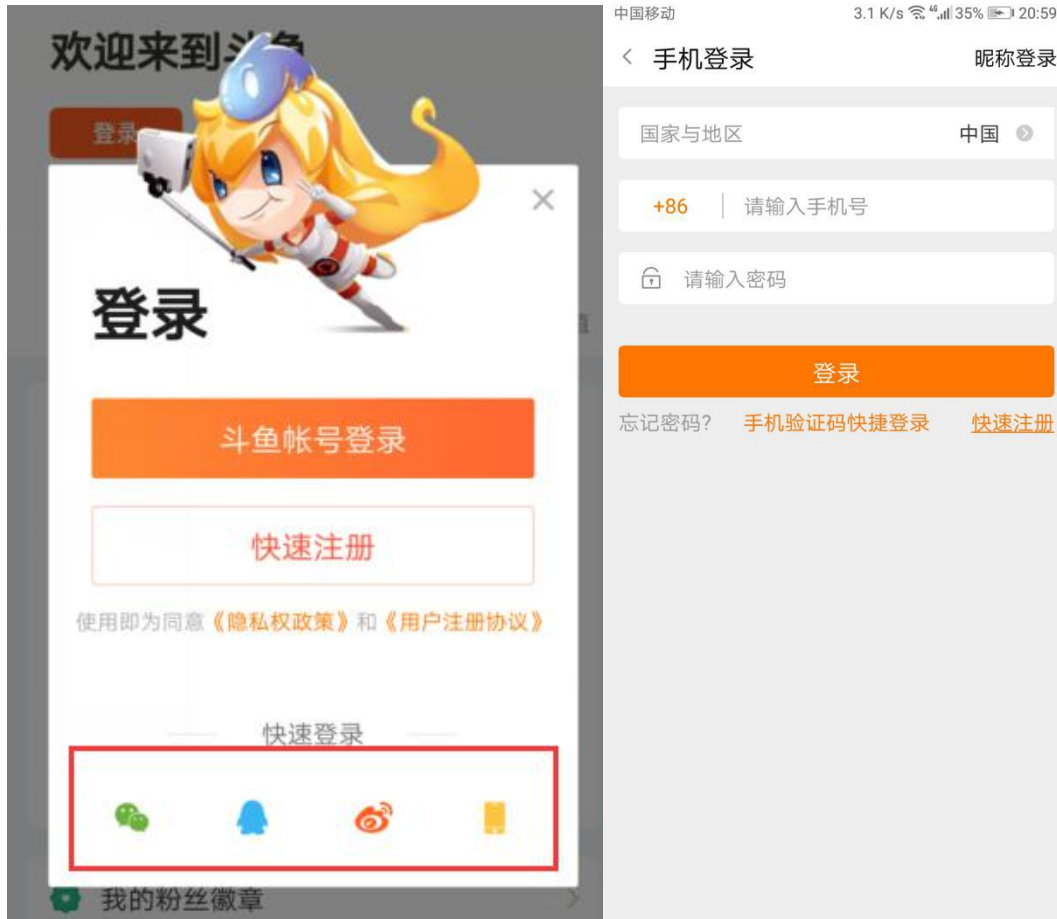 欢迎来到斗鱼
登录
登录
斗鱼帐号登录
快速注册
使用即为同意《隐私权政策》和《用户注册协议》
快速登录
我的粉丝徽章
中国移动 3.1 K/s 46 35% 20:59
手机登录 昵称登录
国家与地区 中国
+86 请输入手机号
请输入密码
登录
忘记密码? 手机验证码快捷登录 快速注册